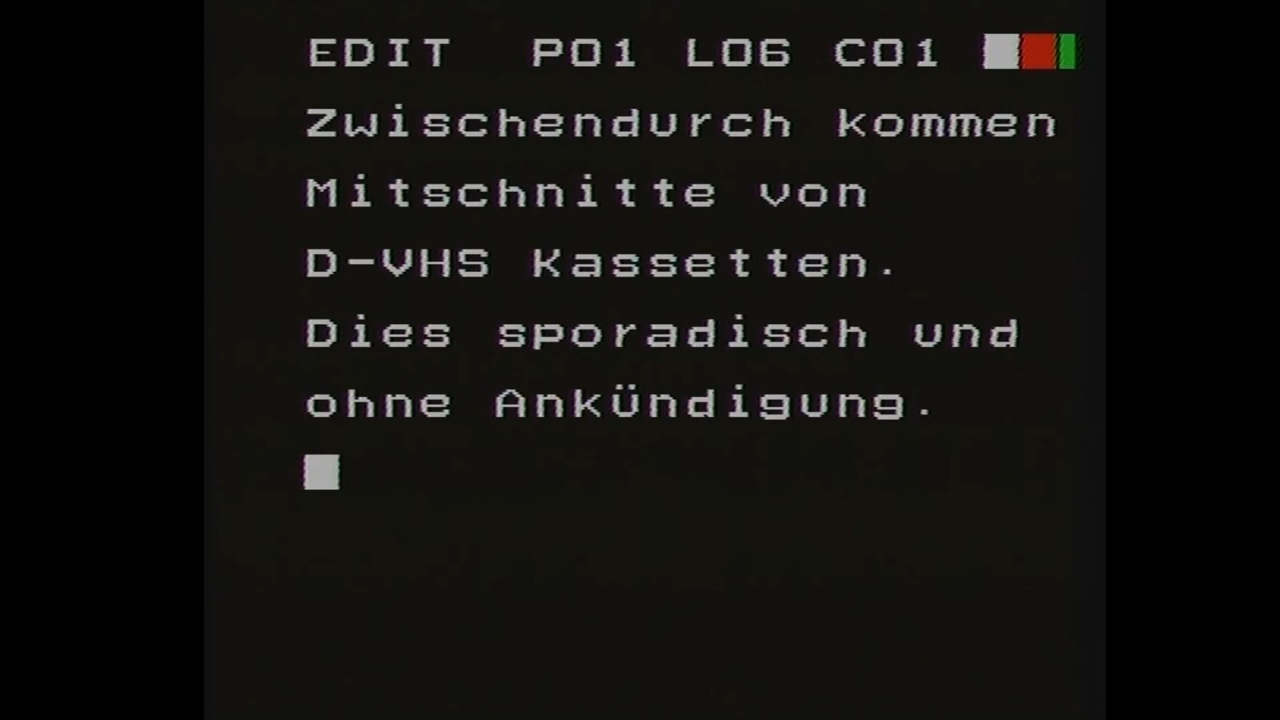 EDIT P01 L06 C01
Zwischendurch kommen
Mitschnitte von
D-VHS Kassetten.
Dies sporadisch und
ohne Ankündigung.